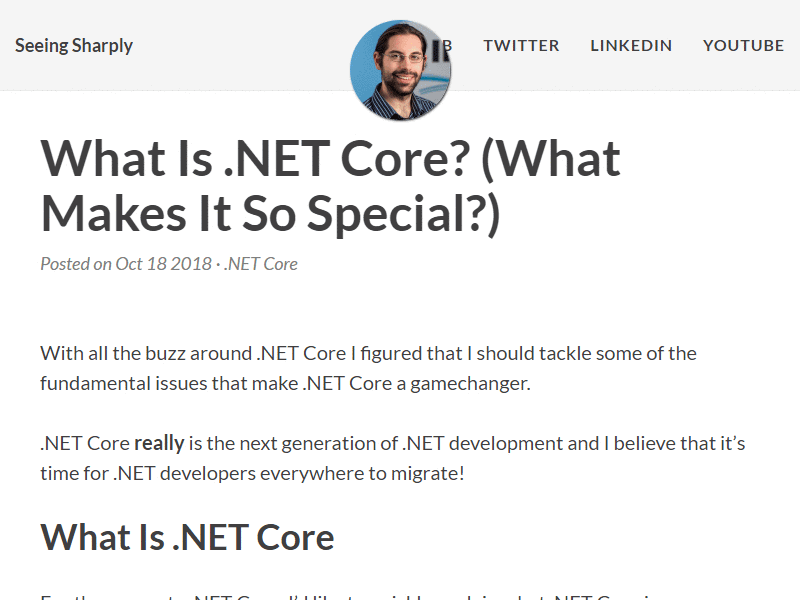 Seeing Sharply
B TWITTER LINKEDIN YOUTUBE
What Is .NET Core? (What
Makes It So Special?)
Posted on Oct 18 2018 · .NET Core
With all the buzz around .NET Core I figured that I should tackle some of the
fundamental issues that make .NET Core a gamechanger.
.NET Core really is the next generation of .NET development and I believe that it's
time for .NET developers everywhere to migrate!
What Is .NET Core